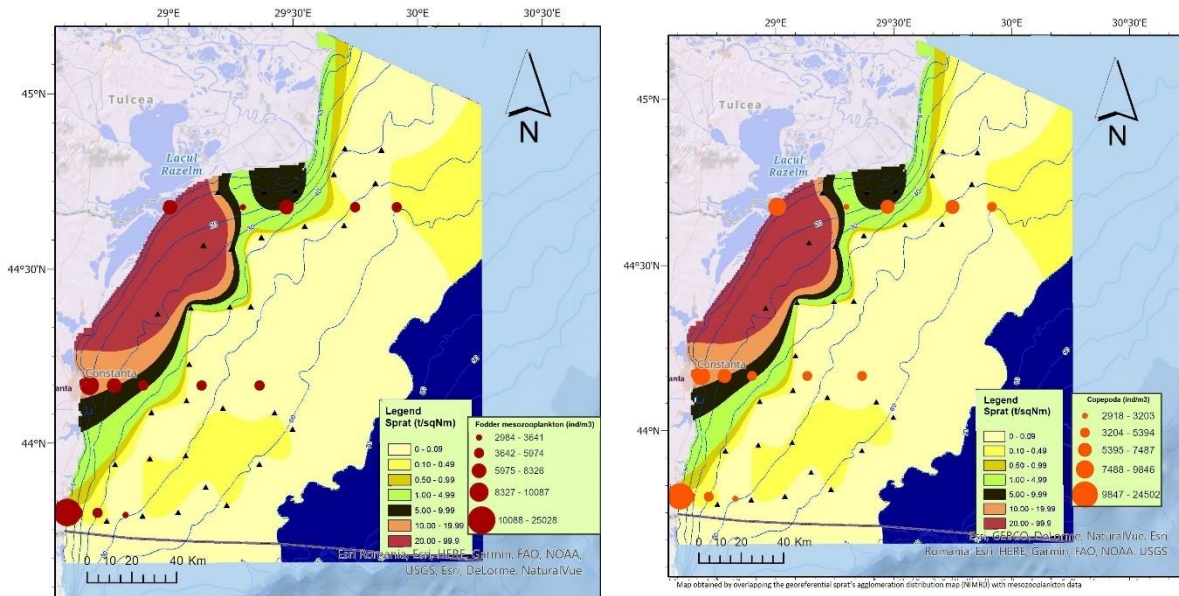 29°E 29°30'E 30°E 30°30'E
45°N
Tulcea
Lacul
Razelm
N
44°30'N
Constanta
anta
44°N
Legend
Sprat (t/sqNm)
0 - 0.09
0.10 - 0.49
0.50 - 0.99
1.00 - 4.99
5.00 - 9.99
10.00 - 19.99
20.00 - 99.9
Fodder mesozooplankton (ind/m3)
2984 - 3641
3642 - 5974
5975 - 8326
8327 - 10087
10088 - 25028
0 10 20 40 Km
Esri Romania, Esri, HERE, Garmin, FAO, NOAA,
USGS, Esri, DeLorme, NaturalVue
29°E 29°30'E 30°E 30°30'E
45°N
Tulcea
Lacul
Razelm
N
44°30'N
Constanta
anta
44°N
Legend
Sprat (t/sqNm)
0 - 0.09
0.10 - 0.49
0.50 - 0.99
1.00 - 4.99
5.00 - 9.99
10.00 - 19.99
20.00 - 99.9
Copepoda (ind/m3)
2918 - 3203
3204 - 5394
5395 - 7487
7488 - 9846
9847 - 24502
0 10 20 40 Km
Esri, GEBCO, DeLorme, NaturalVue, Esri
Romania, Esri, HERE, Garmin, FAO, NOAA, USGS
Map obtained by overlapping the georeferential sprat's agglomeration distribution map (NIMRD) with mesozooplankton data